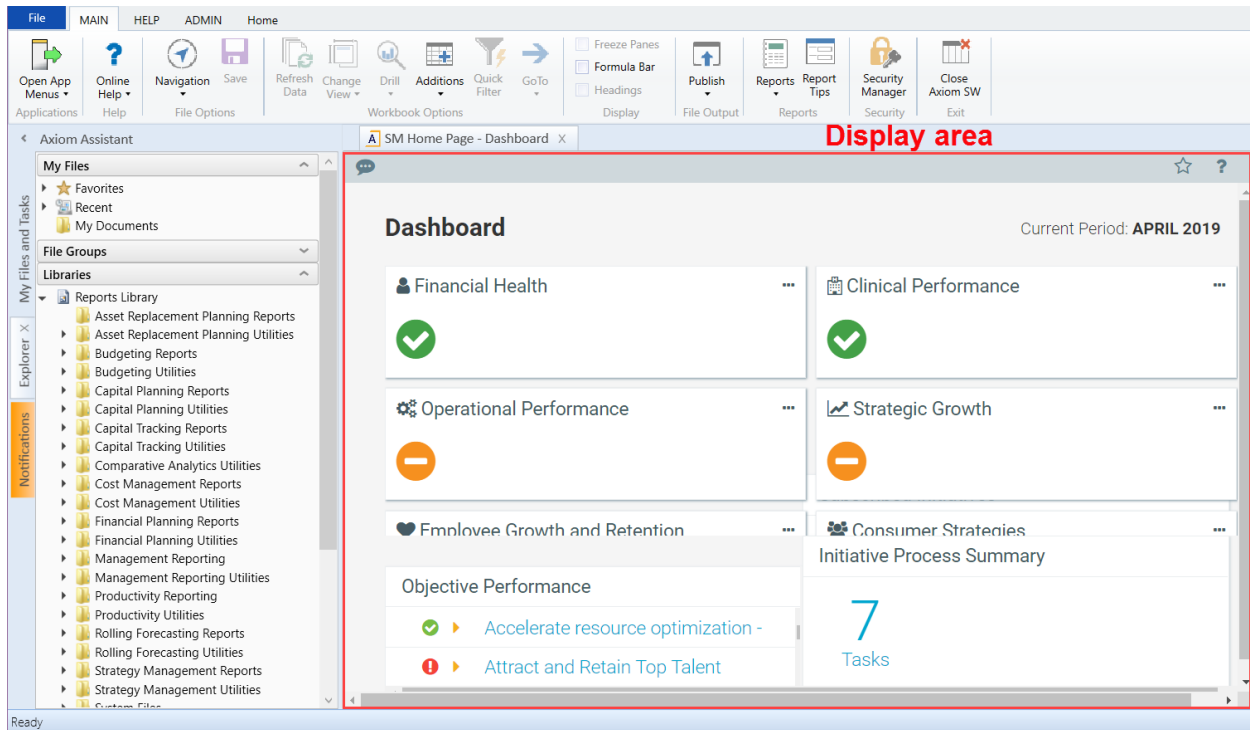 File MAIN HELP ADMIN Home
Open App Menus
Online Help
Navigation
Save
Refresh Data
Change View
Drill
Additions
Quick Filter
GoTo
Freeze Panes
Formula Bar
Headings
Publish
Reports
Report Tips
Security Manager
Close Axiom SW
Applications Help File Options Workbook Options Display File Output Reports Security Exit
Axiom Assistant
A SM Home Page - Dashboard X
Display area
My Files and Tasks
Explorer X
Notifications
My Files
Favorites
Recent
My Documents
File Groups
Libraries
Reports Library
Asset Replacement Planning Reports
Asset Replacement Planning Utilities
Budgeting Reports
Budgeting Utilities
Capital Planning Reports
Capital Planning Utilities
Capital Tracking Reports
Capital Tracking Utilities
Comparative Analytics Utilities
Cost Management Reports
Cost Management Utilities
Financial Planning Reports
Financial Planning Utilities
Management Reporting
Management Reporting Utilities
Productivity Reporting
Productivity Utilities
Rolling Forecasting Reports
Rolling Forecasting Utilities
Strategy Management Reports
Strategy Management Utilities
System Files
?
Dashboard
Current Period: APRIL 2019
Financial Health
Clinical Performance
Operational Performance
Strategic Growth
Employee Growth and Retention
Consumer Strategies
Objective Performance
Accelerate resource optimization -
Attract and Retain Top Talent
Initiative Process Summary
7
Tasks
Ready